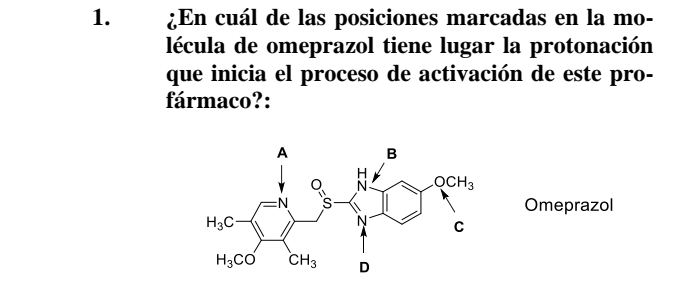 1. ¿En cuál de las posiciones marcadas en la mo-
lécula de omeprazol tiene lugar la protonación
que inicia el proceso de activación de este pro-
fármaco?:
A
B
H
N
O
S
N
N
OCH3
H3C
H3CO
CH3
C
D
Omeprazol